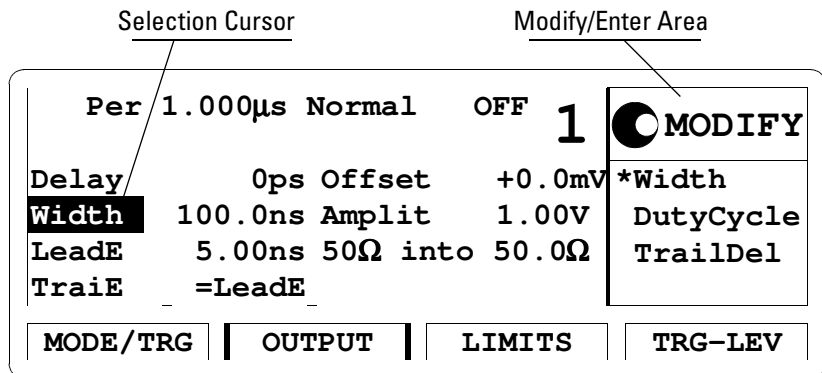 Selection Cursor Modify/Enter Area
Per 1.000µs Normal OFF 1 MODIFY
Delay 0ps Offset +0.0mV *Width
Width 100.0ns Amplit 1.00V DutyCycle
LeadE 5.00ns 50Ω into 50.0Ω TrailDel
TraiE =LeadE
MODE/TRG OUTPUT LIMITS TRG-LEV